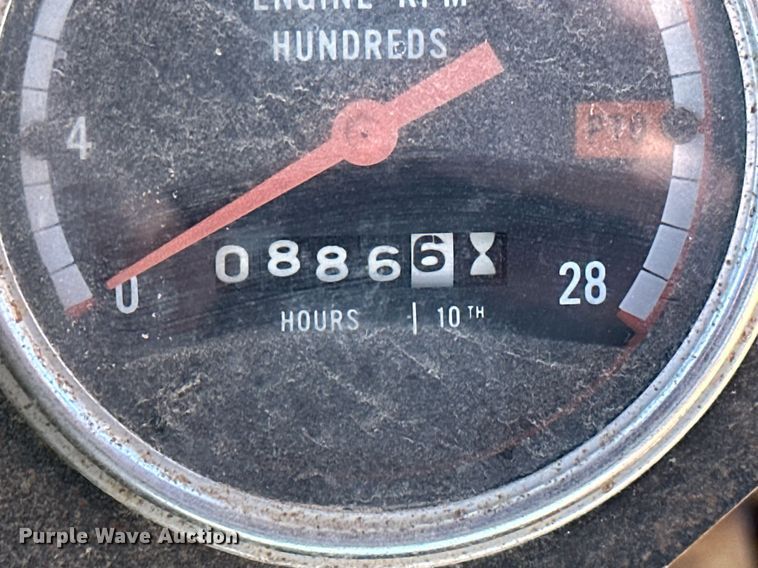 ENGINE RPM
HUNDREDS
4
PTO
08866
0
28
HOURS | 10TH
Purple Wave Auction